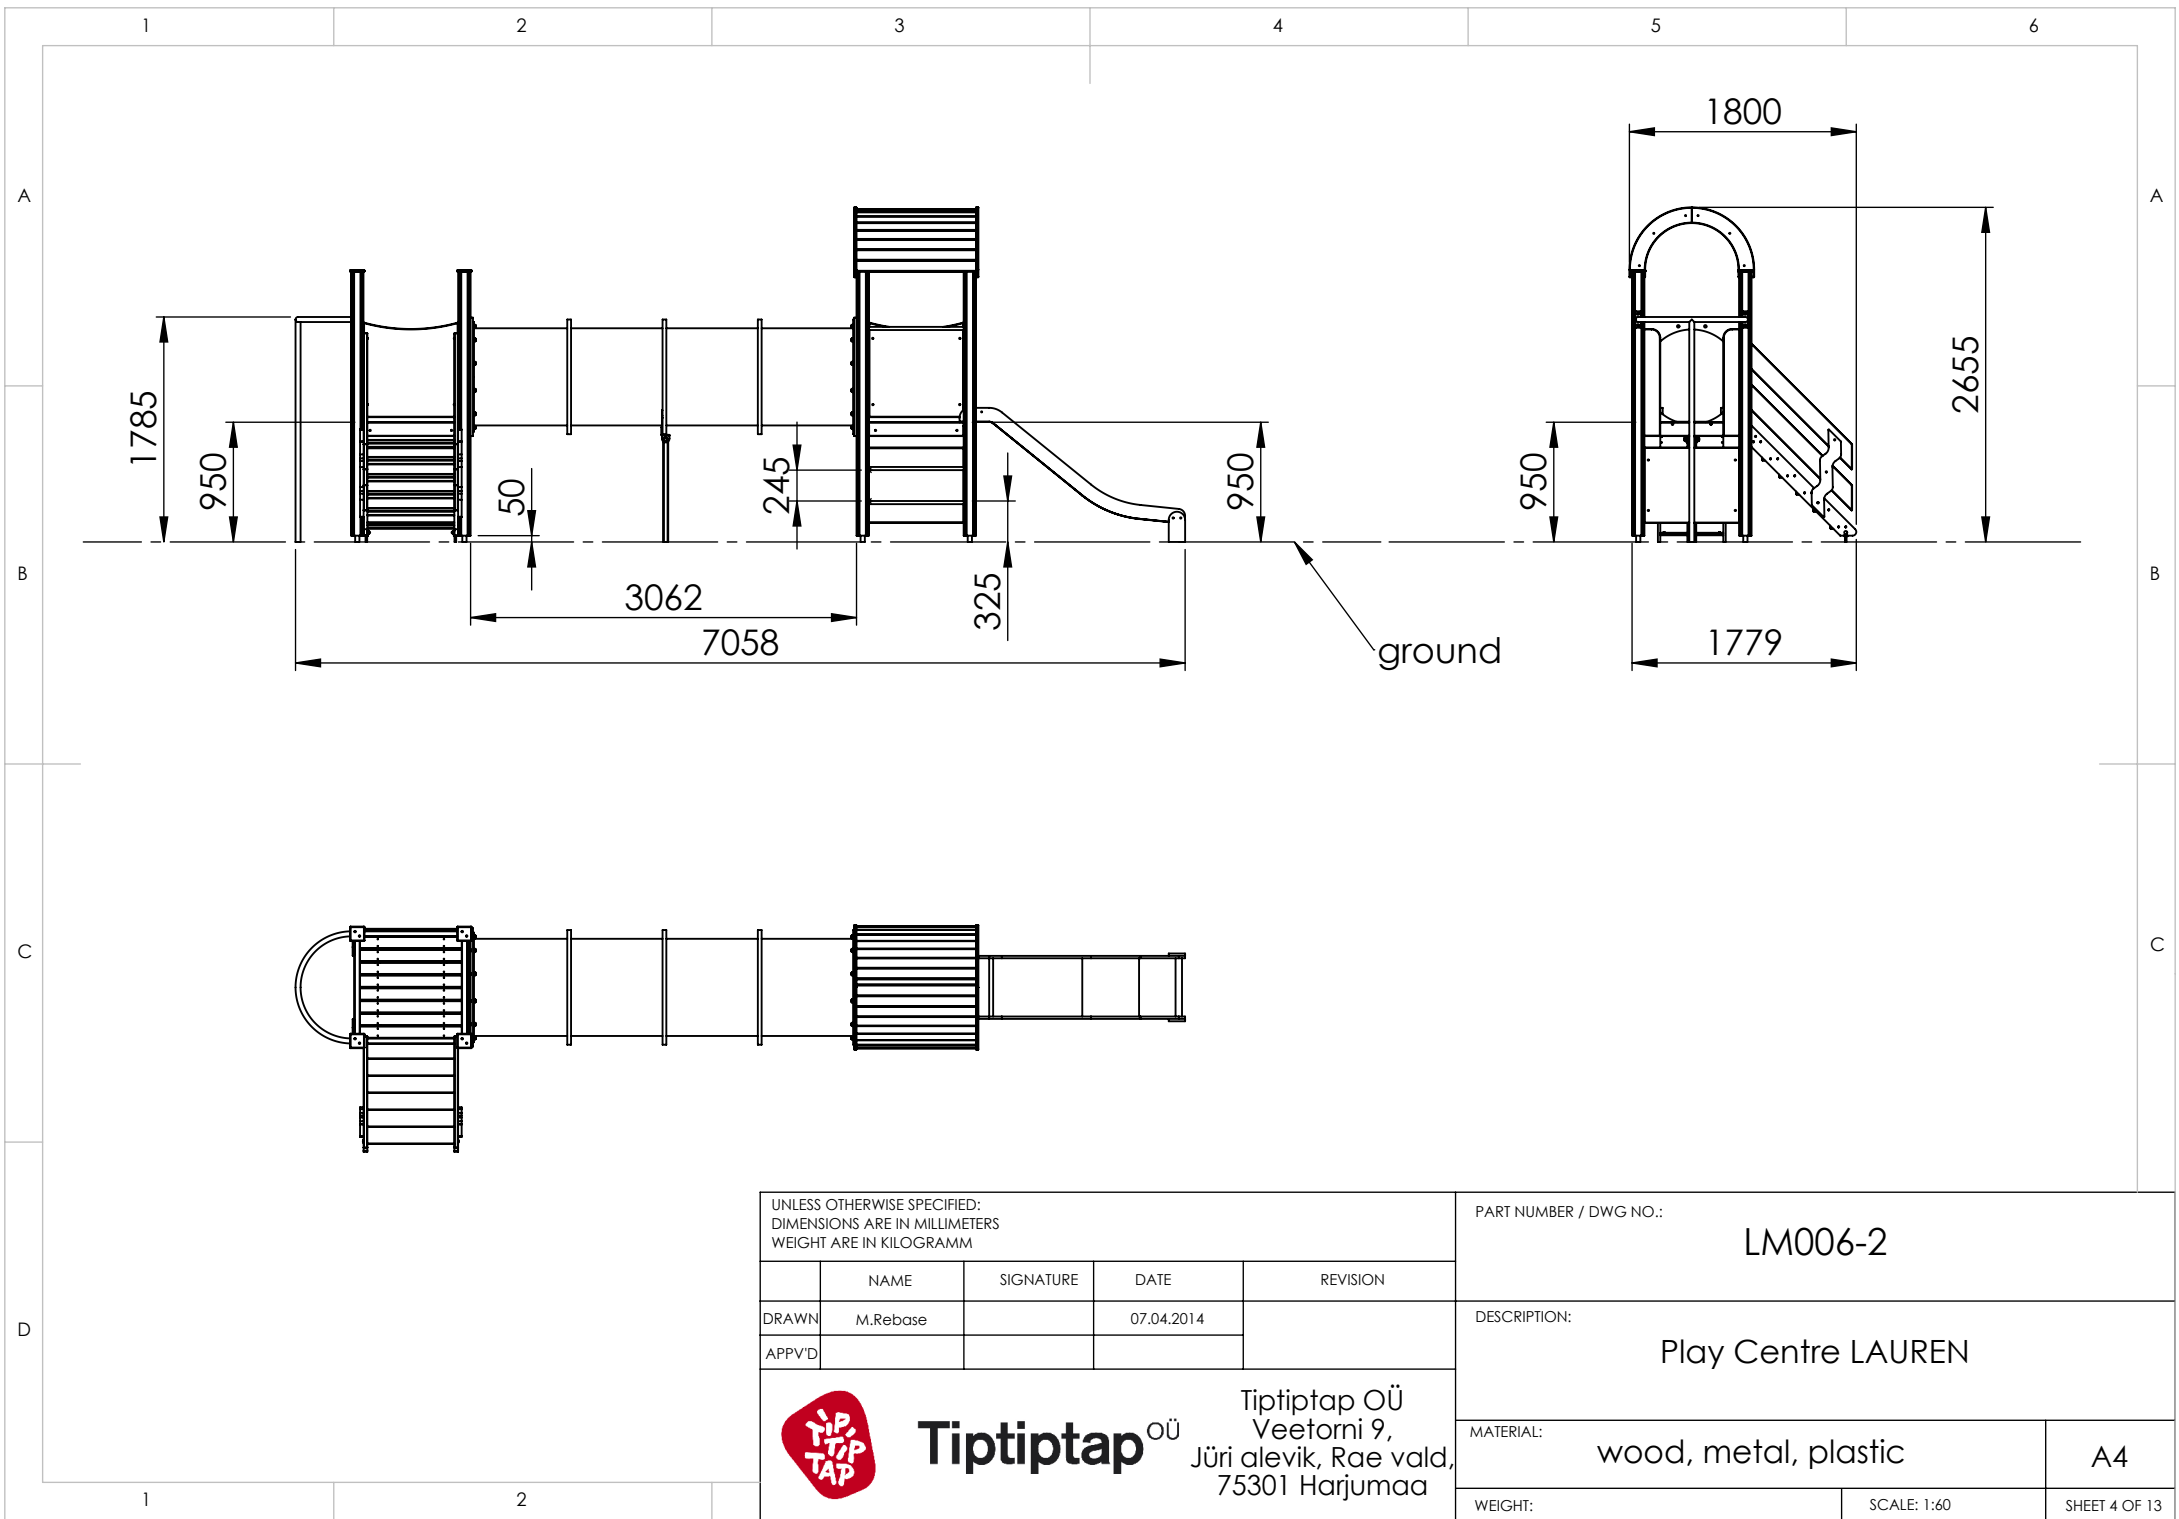 1 2 3 4 5 6
A A
B B
C C
D
1 2
1800
1785
950
50
245
325
950
3062
7058
ground
950
2655
1779
UNLESS OTHERWISE SPECIFIED:
DIMENSIONS ARE IN MILLIMETERS
WEIGHT ARE IN KILOGRAMM
NAME SIGNATURE DATE REVISION
DRAWN M.Rebase 07.04.2014
APPV'D
TIP TIP TAP
Tiptiptap OÜ
Tiptiptap OÜ
Veetorni 9,
Jüri alevik, Rae vald,
75301 Harjumaa
PART NUMBER / DWG NO.:
LM006-2
DESCRIPTION:
Play Centre LAUREN
MATERIAL:
wood, metal, plastic
A4
WEIGHT:
SCALE: 1:60
SHEET 4 OF 13